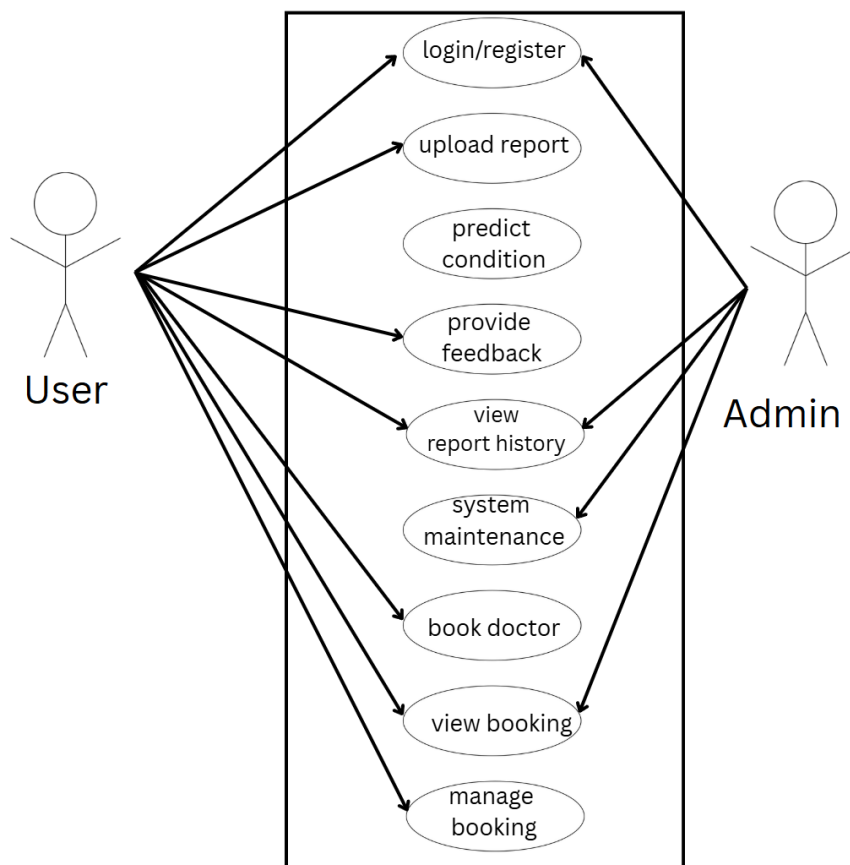 login/register
upload report
predict
condition
provide
feedback
User
view
report history
Admin
system
maintenance
book doctor
view booking
manage
booking